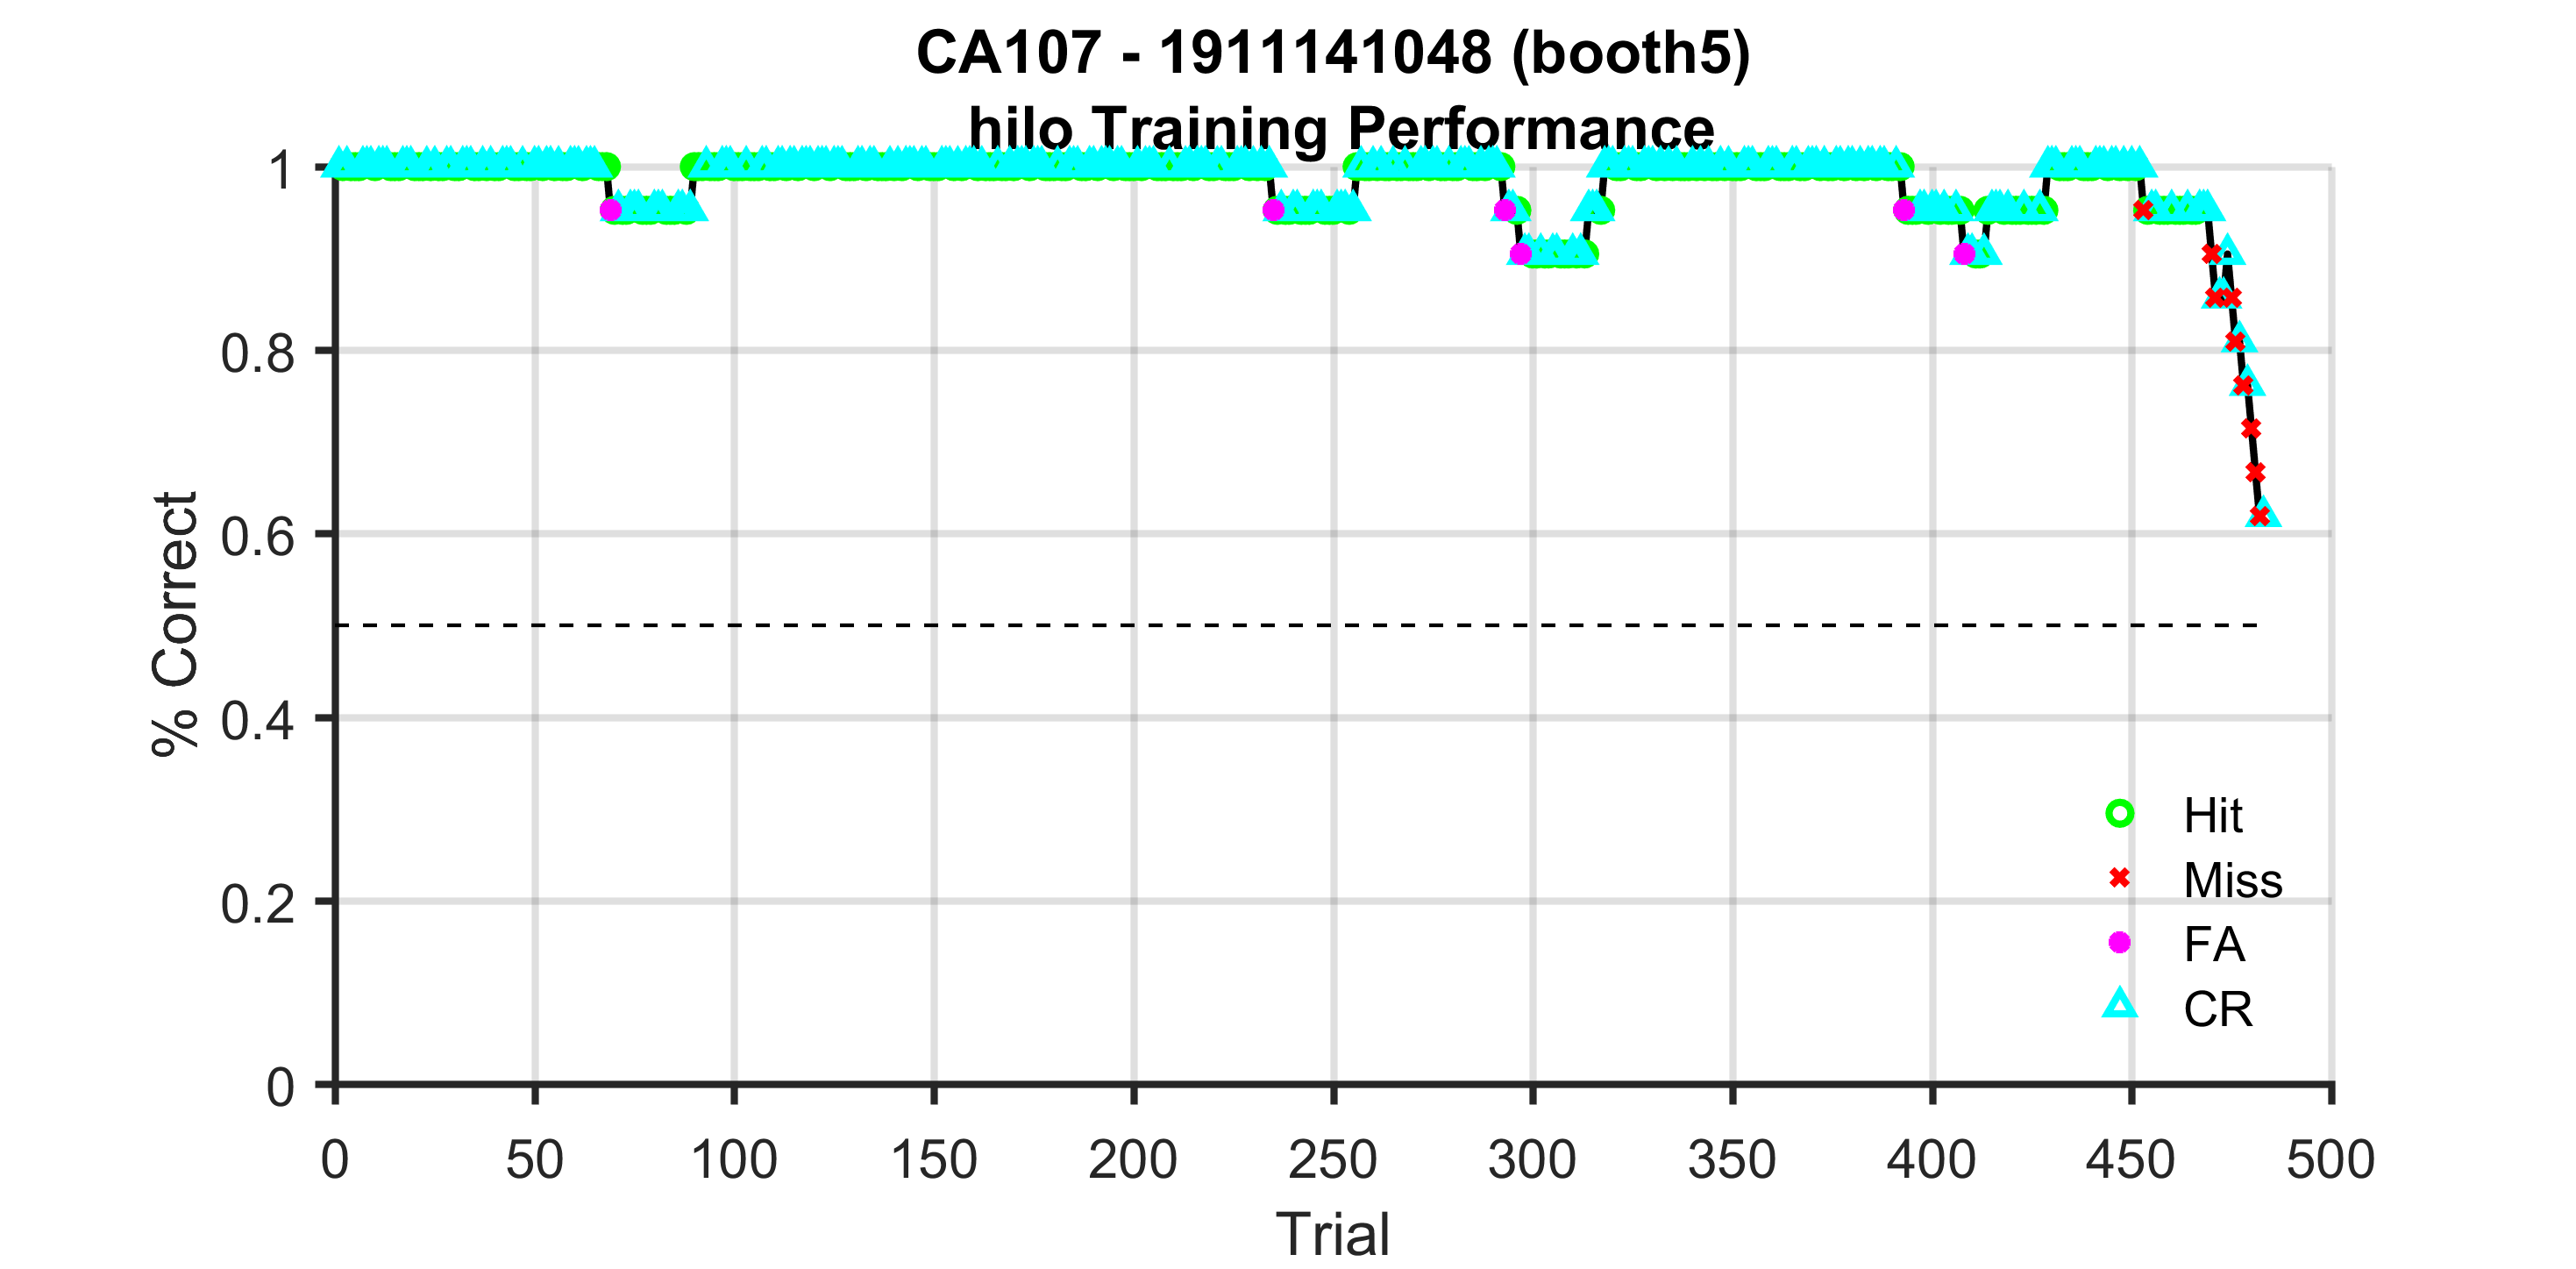 CA107 - 1911141048 (booth5)
hilo Training Performance
% Correct
1
0.8
0.6
0.4
0.2
0
Hit
Miss
FA
CR
0 50 100 150 200 250 300 350 400 450 500
Trial